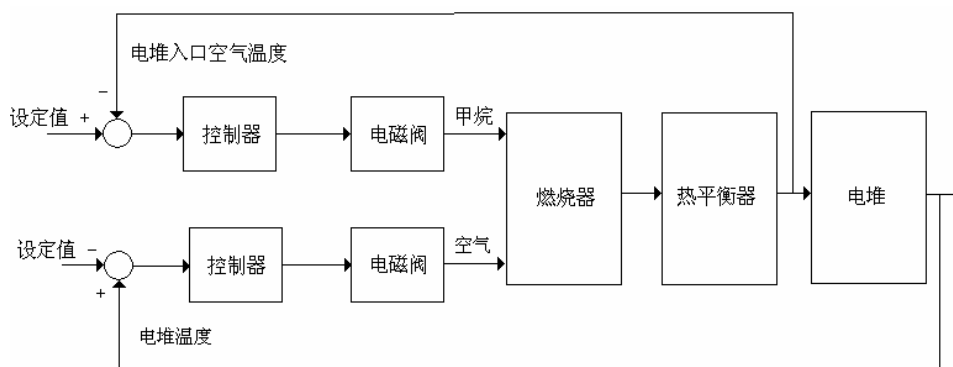 电堆入口空气温度
−
设定值 +
控制器
电磁阀
甲烷
燃烧器
热平衡器
电堆
设定值 −
+
控制器
电磁阀
空气
电堆温度